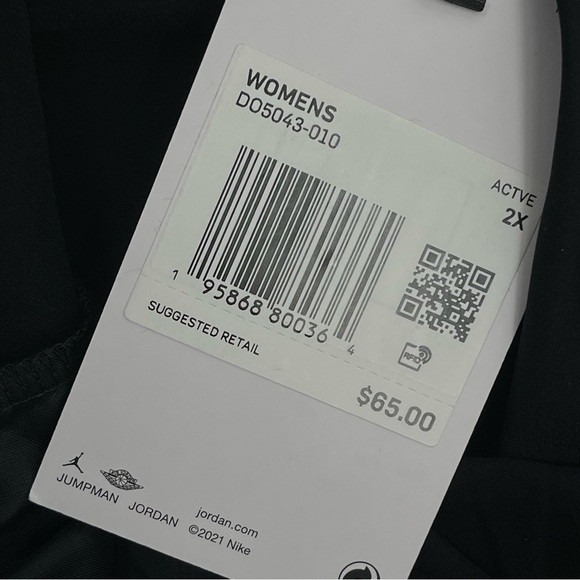 WOMENS
DO5043-010
ACTVE
2X
1 95868 80036 4
RFID
SUGGESTED RETAIL
$65.00
JUMPMAN JORDAN
jordan.com
©2021 Nike